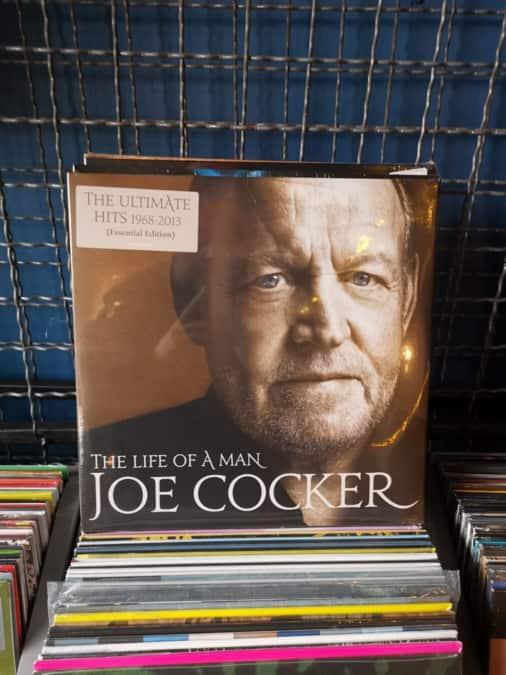 THE ULTIMATE
HITS 1968-2013
(Essential Edition)
THE LIFE OF A MAN
JOE COCKER